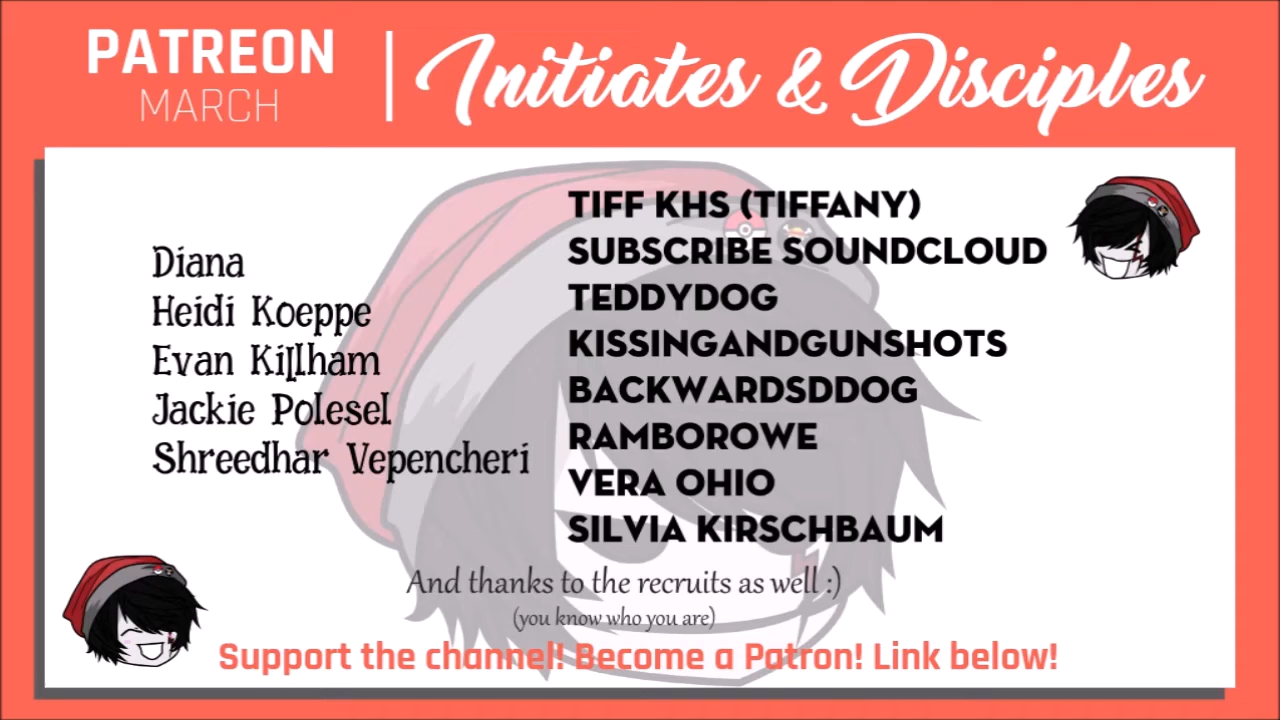 PATREON
MARCH
Initiates & Disciples
Diana
Heidi Koeppe
Evan Killham
Jackie Polesel
Shreedhar Vepencheri
TIFF KHS (TIFFANY)
SUBSCRIBE SOUNDCLOUD
TEDDYDOG
KISSINGANDGUNSHOTS
BACKWARDSDDOG
RAMBOROWE
VERA OHIO
SILVIA KIRSCHBAUM
And thanks to the recruits as well :)
(you know who you are)
Support the channel! Become a Patron! Link below!